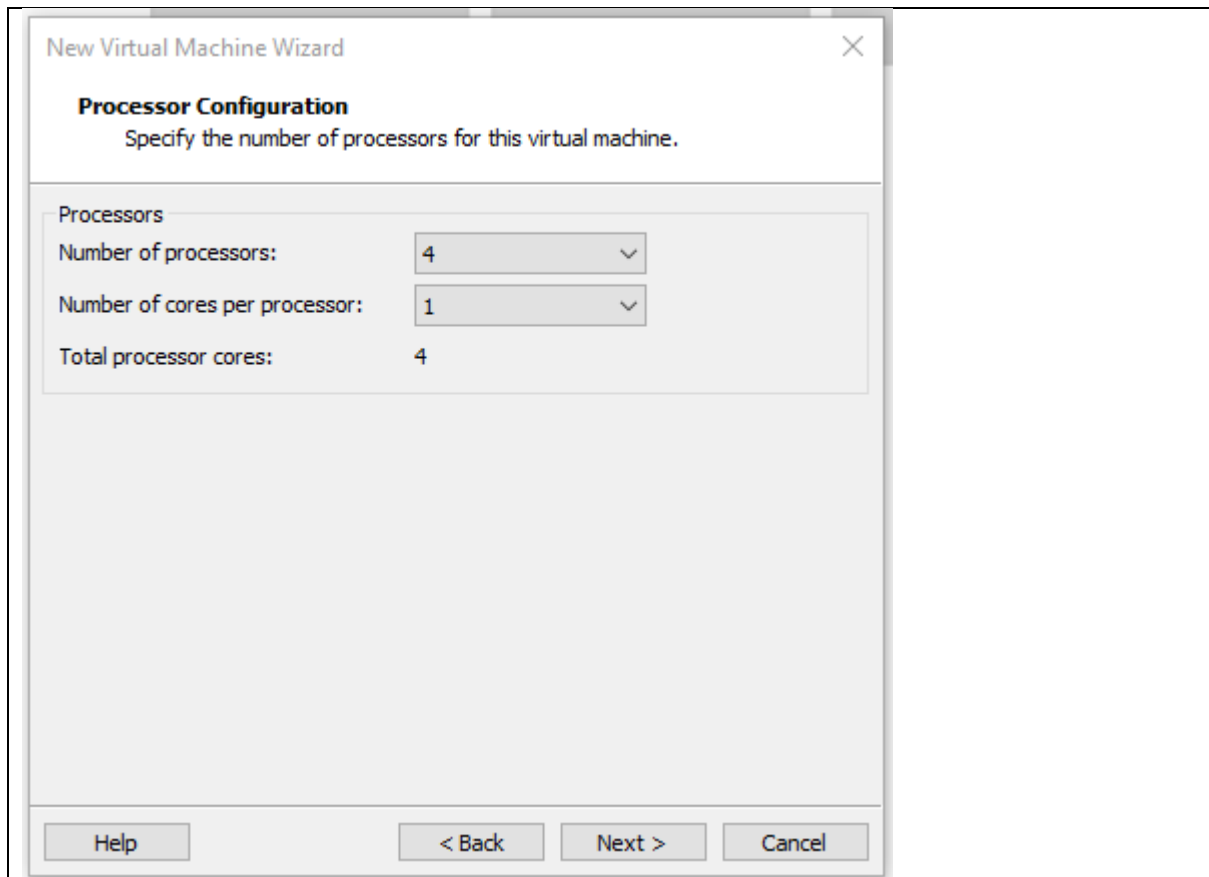 New Virtual Machine Wizard
Processor Configuration
Specify the number of processors for this virtual machine.
Processors
Number of processors: 4
Number of cores per processor: 1
Total processor cores: 4
Help < Back Next > Cancel